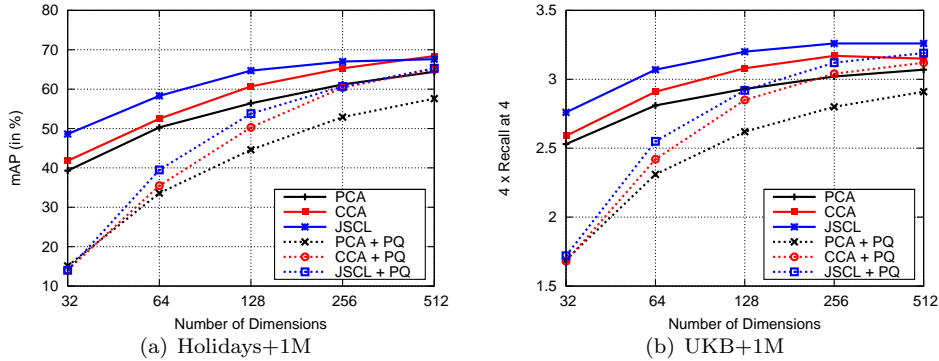 80
70
60
50
40
30
20
10
mAP (in %)
32
64
128
256
512
Number of Dimensions
PCA
CCA
JSCL
PCA + PQ
CCA + PQ
JSCL + PQ
(a) Holidays+1M
3.5
3
2.5
2
1.5
4 x Recall at 4
32
64
128
256
512
Number of Dimensions
PCA
CCA
JSCL
PCA + PQ
CCA + PQ
JSCL + PQ
(b) UKB+1M